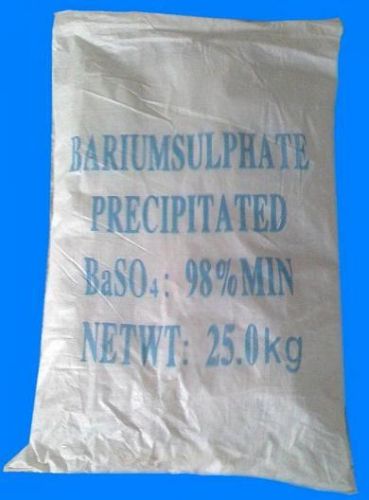 BARIUMSULPHATE
PRECIPITATED
BaSO₄: 98%MIN
NETWT: 25.0kg